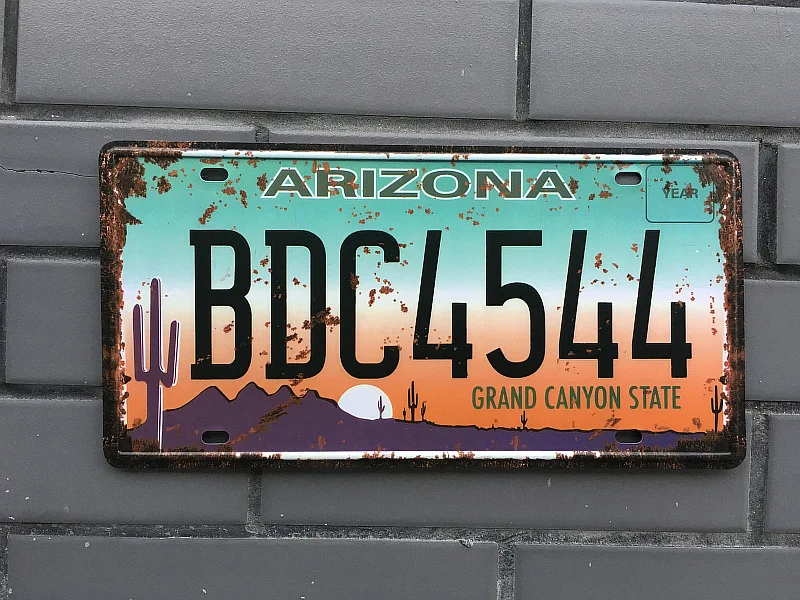 ARIZONA
YEAR
BDC4544
GRAND CANYON STATE